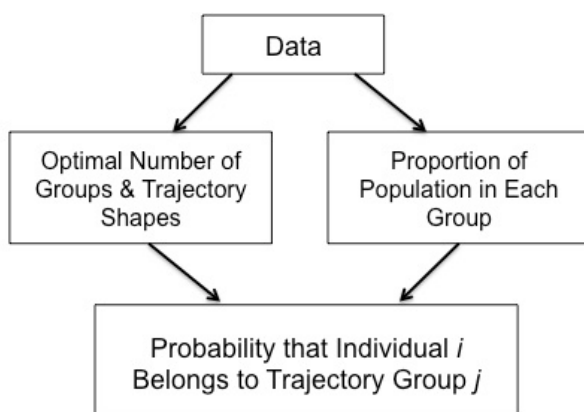 Data
Optimal Number of
Groups & Trajectory
Shapes
Proportion of
Population in Each
Group
Probability that Individual i
Belongs to Trajectory Group j